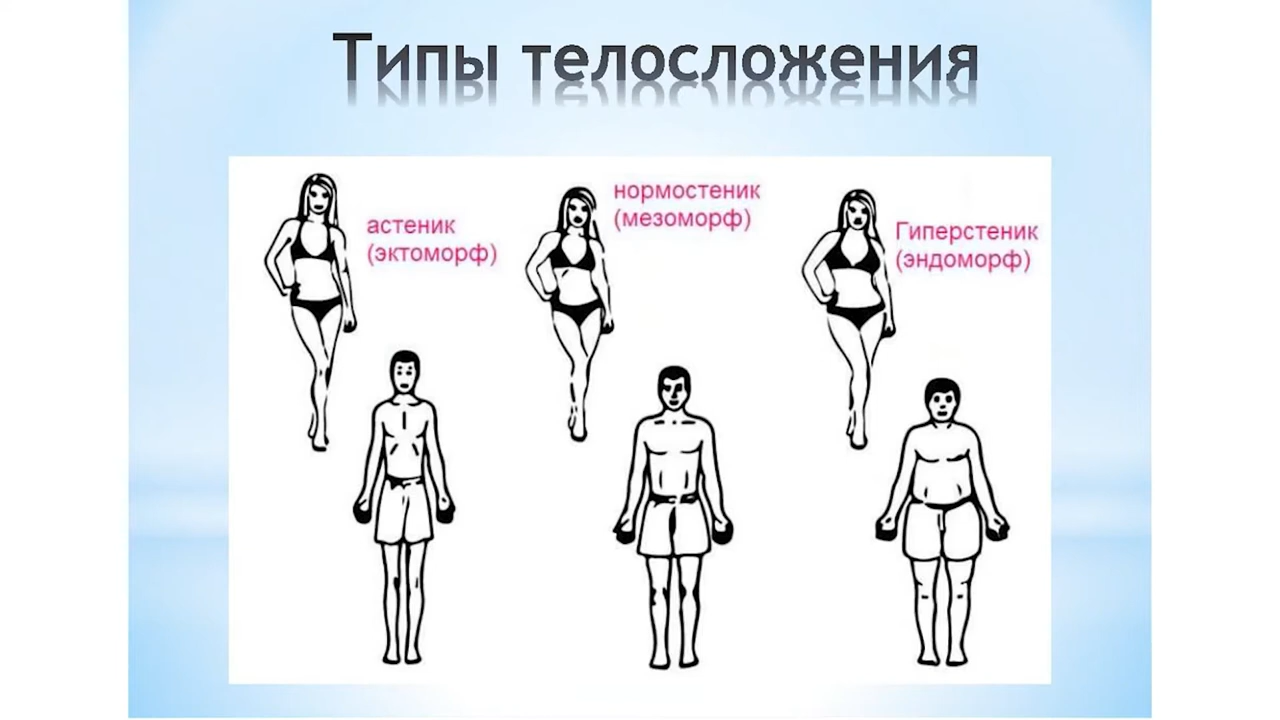 Типы телосложения
астеник
(эктоморф)
нормостеник
(мезоморф)
Гиперстеник
(эндоморф)